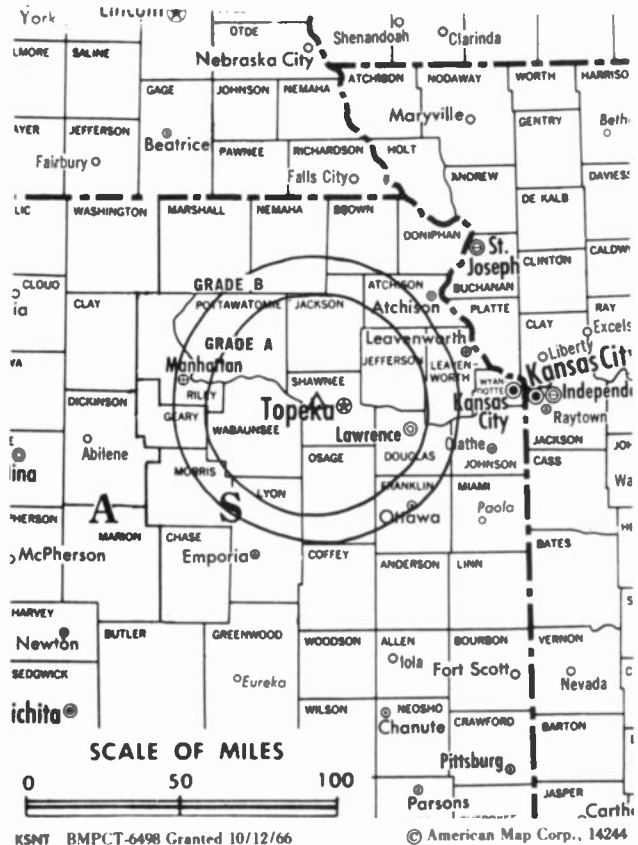 York Lincoln
OTOE Shenandoah Clarinda
Nebraska City
LMORE SALINE ATCHISON NODAWAY WORTH HARRISO
GAGE JOHNSON NEMAHA
Maryville GENTRY
AYER JEFFERSON Beatrice Beth
PAWNEE RICHARDSON HOLT
Fairbury Falls City ANDREW DAVIESS
DE KALB
LIC WASHINGTON MARSHALL NEMAHA BROWN
DONIPHAN
St. Joseph CLINTON CALDW
GRADE B ATCHISON BUCHANAN
CLOUD CLAY POTTAWATOMIE JACKSON Atchison PLATTE RAY
ia CLAY
GRADE A Leavenworth Excels
Manhattan JEFFERSON LEAVEN WORTH Liberty
VA RILEY SHAWNEE WYAN DOTTE Kansas City
DICKINSON GEARY Topeka Kansas City Independ
WABAUNSEE Raytown
Abilene Lawrence Olathe JACKSON
ina OSAGE DOUGLAS JOHNSON CASS
MORRIS LYON FRANKLIN MIAMI
A S Ottawa Paola
PHERSON MARION CHASE BATES
McPherson Emporia COFFEY ANDERSON LINN
HARVEY BUTLER GREENWOOD WOODSON ALLEN BOURBON VERNON
Newton Iola
SEDGWICK Eureka Fort Scott Nevada
ichita WILSON NEOSHO
Chanute CRAWFORD BARTON
SCALE OF MILES
Pittsburg
0 50 100 JASPER
Parsons Carth
KSNT BMPCT-6498 Granted 10/12/66 © American Map Corp., 14244